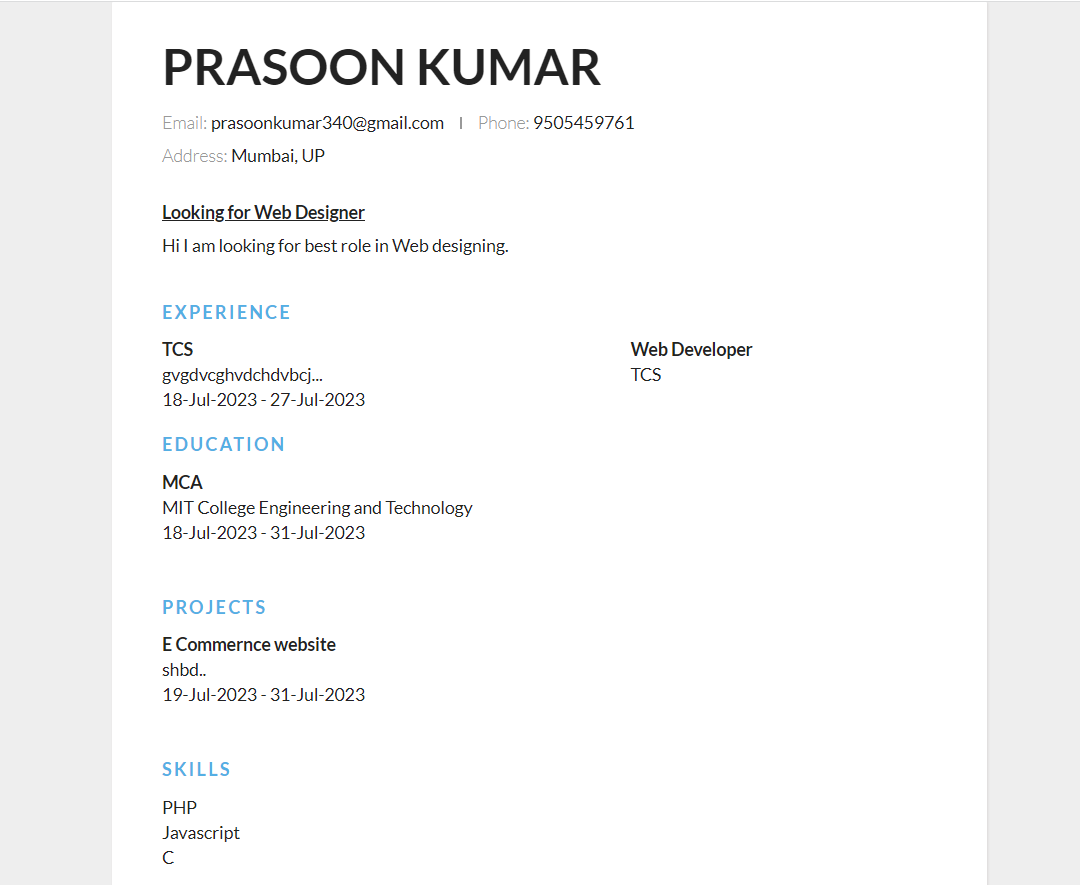 PRASOON KUMAR
Email: prasoonkumar340@gmail.com | Phone: 9505459761
Address: Mumbai, UP
Looking for Web Designer
Hi I am looking for best role in Web designing.
EXPERIENCE
TCS
gvgdvcghvdchdvbcj...
18-Jul-2023 - 27-Jul-2023
Web Developer
TCS
EDUCATION
MCA
MIT College Engineering and Technology
18-Jul-2023 - 31-Jul-2023
PROJECTS
E Commernce website
shbd..
19-Jul-2023 - 31-Jul-2023
SKILLS
PHP
Javascript
C